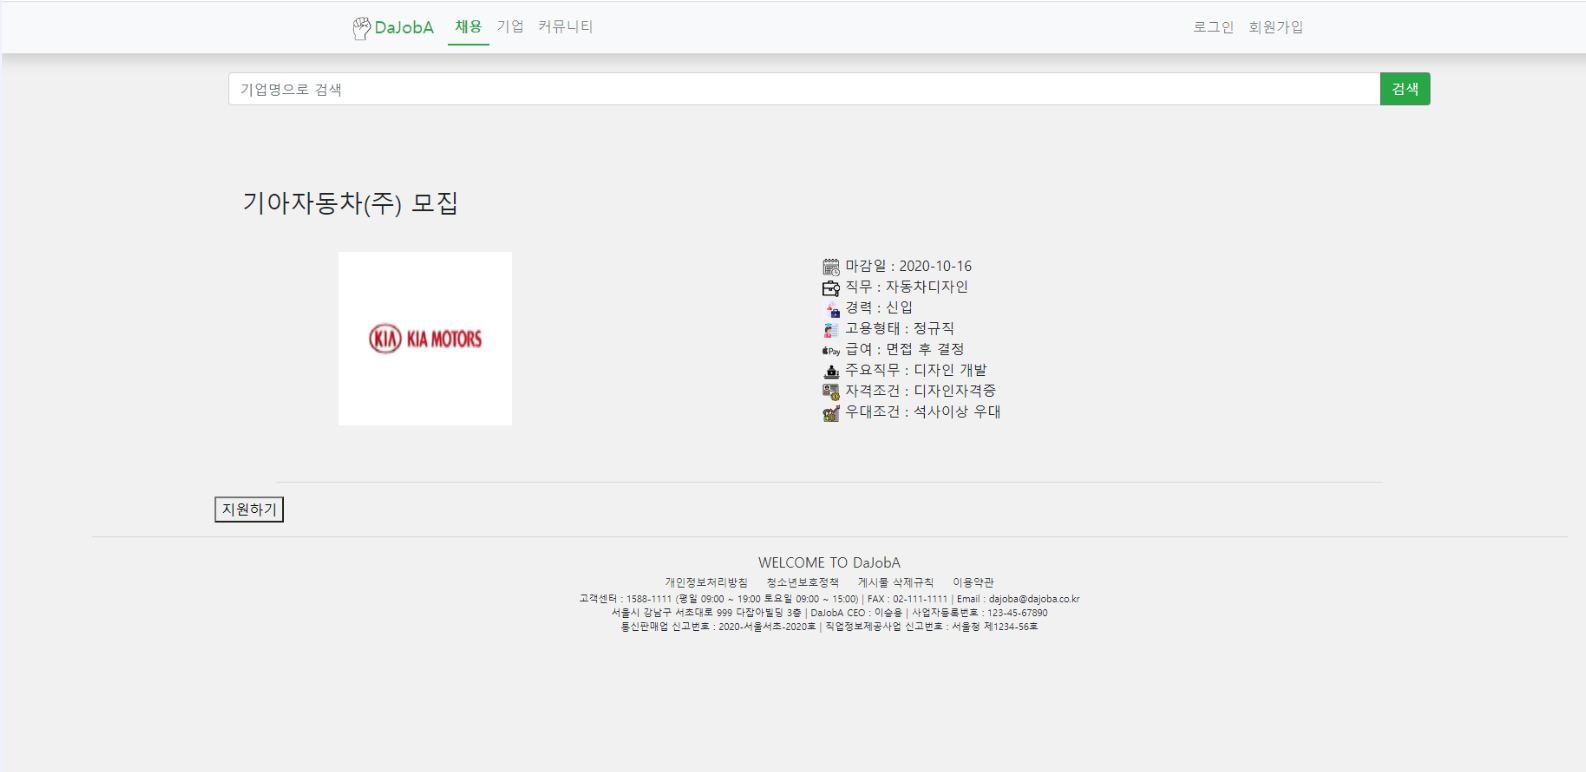 DaJobA 채용 기업 커뮤니티 로그인 회원가입
기업명으로 검색 검색
기아자동차(주) 모집
KIA KIA MOTORS
마감일 : 2020-10-16
직무 : 자동차디자인
경력 : 신입
고용형태 : 정규직
Pay 급여 : 면접 후 결정
주요직무 : 디자인 개발
자격조건 : 디자인자격증
우대조건 : 석사이상 우대
지원하기
WELCOME TO DaJobA
개인정보처리방침 청소년보호정책 게시물 삭제규칙 이용약관
고객센터 : 1588-1111 (평일 09:00 ~ 19:00 토요일 09:00 ~ 15:00) | FAX : 02-111-1111 | Email : dajoba@dajoba.co.kr
서울시 강남구 서초대로 999 다잡아빌딩 3층 | DaJobA CEO : 이승용 | 사업자등록번호 : 123-45-67890
통신판매업 신고번호 : 2020-서울서초-2020호 | 직업정보제공사업 신고번호 : 서울청 제1234-56호